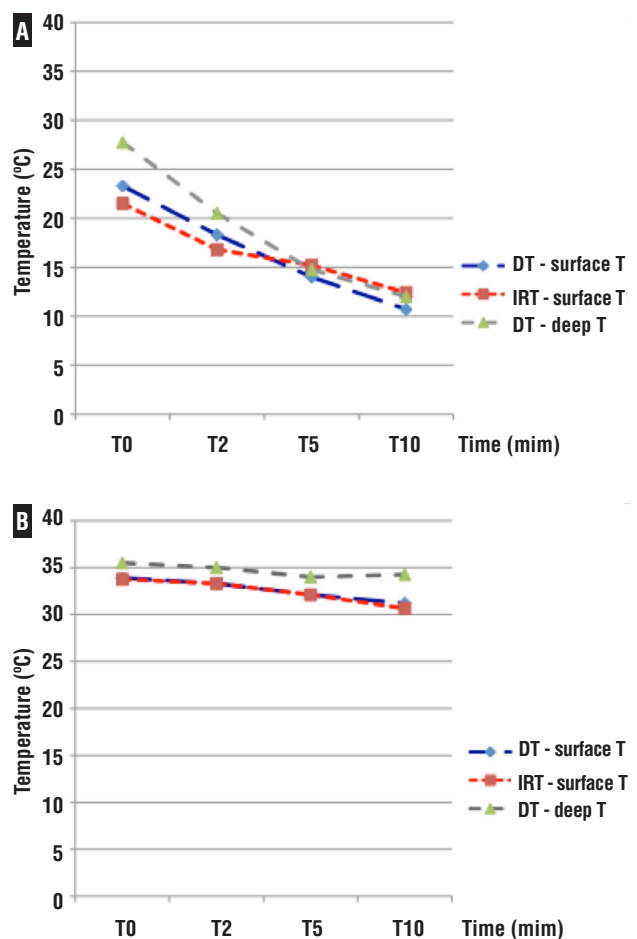 A
Temperature (ºC)
40
35
30
25
20
15
10
5
0
T0 T2 T5 T10 Time (mim)
DT - surface T
IRT - surface T
DT - deep T
B
Temperature (ºC)
40
35
30
25
20
15
10
5
0
T0 T2 T5 T10 Time (mim)
DT - surface T
IRT - surface T
DT - deep T